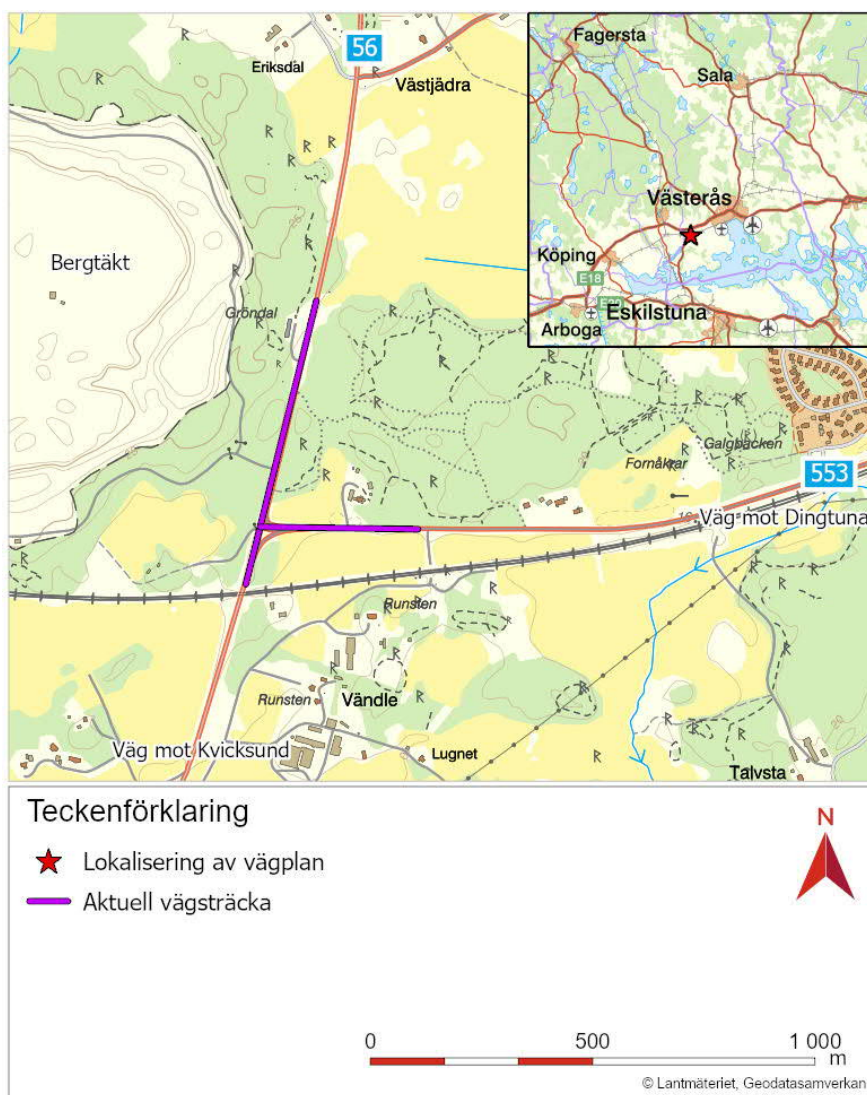 56
Eriksdal
Västjädra
Bergtäkt
Gröndal
Fornåkrar
Galgbacken
553
Väg mot Dingtuna
Runsten
Runsten
Vändle
Väg mot Kvicksund
Lugnet
Talvsta
Fagersta
Sala
Västerås
Köping
E18
E20
Eskilstuna
Arboga
Teckenförklaring
Lokalisering av vägplan
Aktuell vägsträcka
N
0 500 1 000
m
© Lantmäteriet, Geodatasamverkan